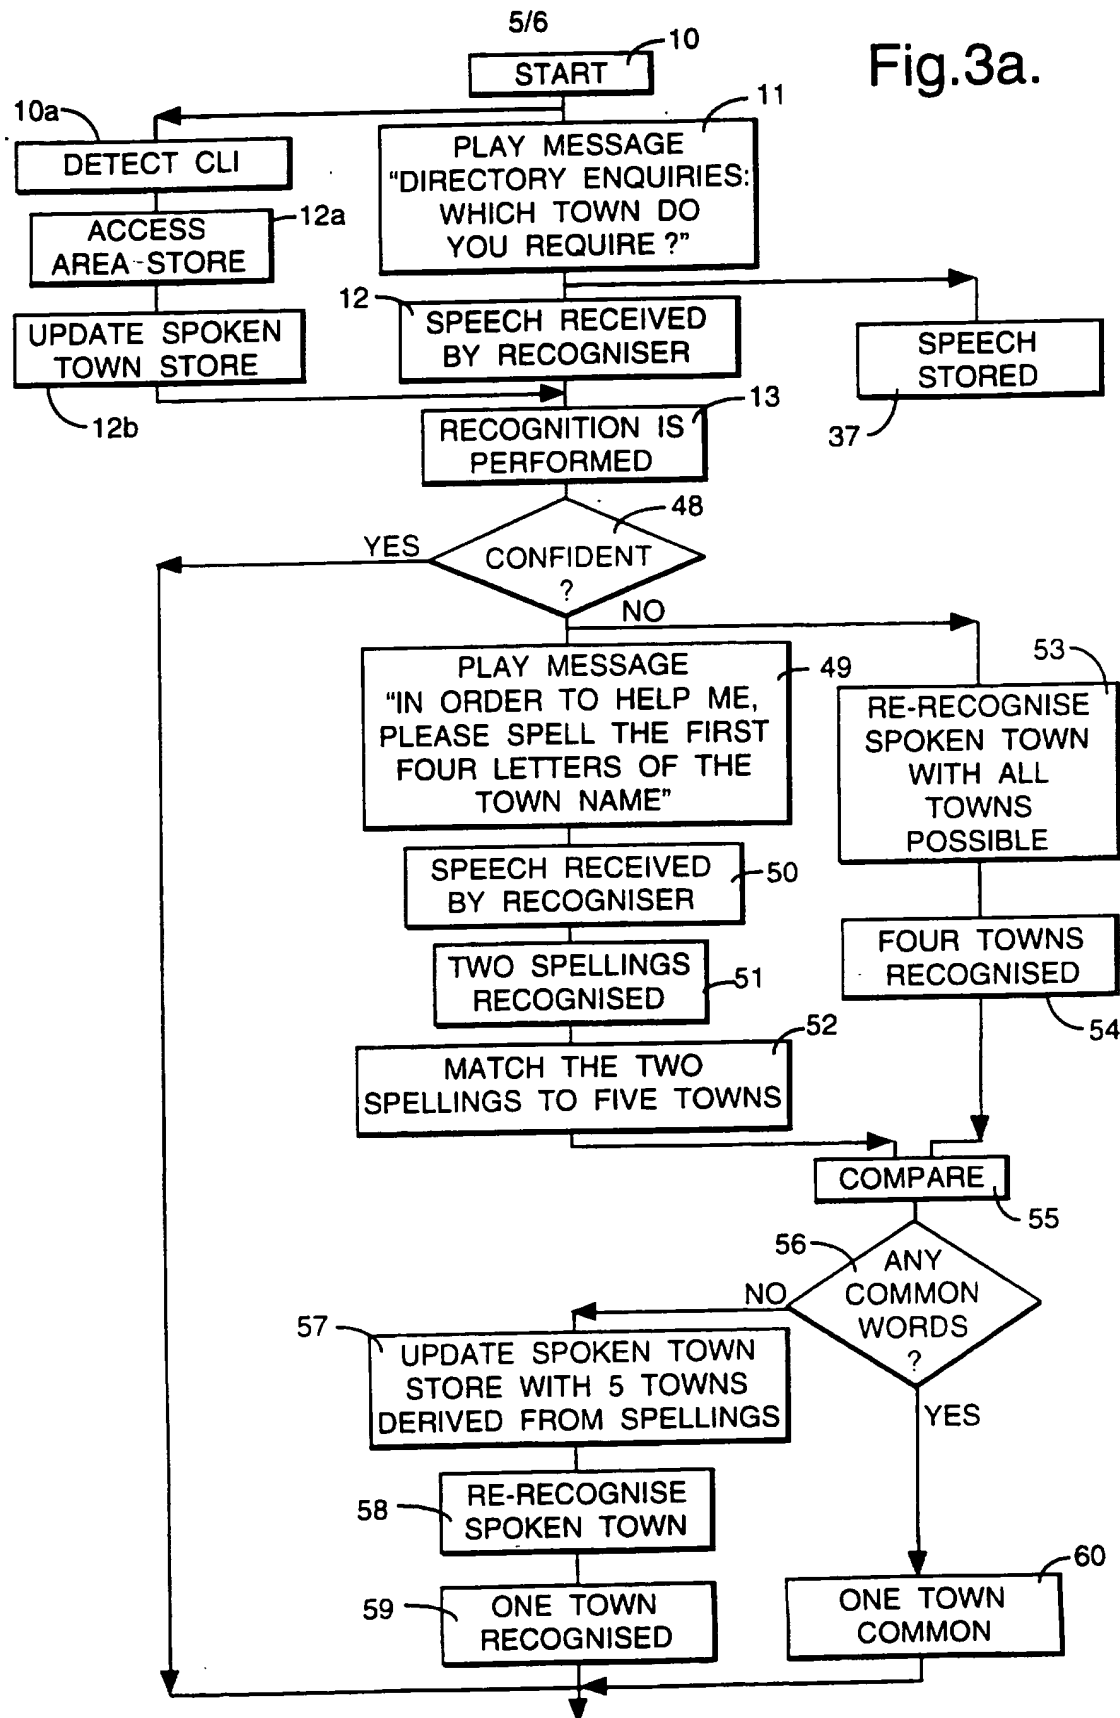 5/6
Fig.3a.
10
START
10a
DETECT CLI
11
PLAY MESSAGE
“DIRECTORY ENQUIRIES:
WHICH TOWN DO
YOU REQUIRE ?”
12a
ACCESS
AREA-STORE
12
SPEECH RECEIVED
BY RECOGNISER
UPDATE SPOKEN
TOWN STORE
12b
SPEECH
STORED
37
13
RECOGNITION IS
PERFORMED
48
CONFIDENT
?
YES
NO
PLAY MESSAGE
“IN ORDER TO HELP ME,
PLEASE SPELL THE FIRST
FOUR LETTERS OF THE
TOWN NAME”
49
53
RE-RECOGNISE
SPOKEN TOWN
WITH ALL
TOWNS
POSSIBLE
SPEECH RECEIVED
BY RECOGNISER
50
TWO SPELLINGS
RECOGNISED
51
FOUR TOWNS
RECOGNISED
54
52
MATCH THE TWO
SPELLINGS TO FIVE TOWNS
COMPARE
55
56
ANY
COMMON
WORDS
?
NO
YES
57
UPDATE SPOKEN TOWN
STORE WITH 5 TOWNS
DERIVED FROM SPELLINGS
58
RE-RECOGNISE
SPOKEN TOWN
59
ONE TOWN
RECOGNISED
60
ONE TOWN
COMMON